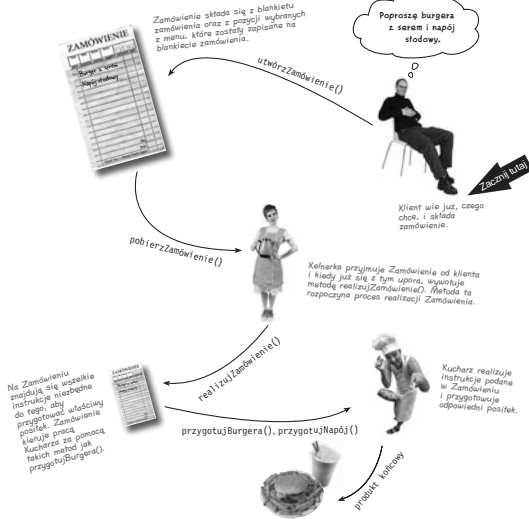 Zamówienie składa się z blankietu
zamówienia oraz z pozycji wybranych
z menu, które zostały zapisane na
blankiecie zamówienia.
Poproszę burgera
z serem i napój
słodowy.
ZAMÓWIENIE
Burger z serem
Napój słodowy
utwórzZamówienie()
Zacznij tutaj
Klient wie już, czego
chce, i składa
zamówienie.
pobierzZamówienie()
Kelnerka przyjmuje Zamówienie od klienta
i kiedy już się z tym upora, wywołuje
metodę realizujZamówienie(). Metoda ta
rozpoczyna proces realizacji Zamówienia.
realizujZamówienie()
Na Zamówieniu
znajdują się wszelkie
instrukcje niezbędne
do tego, aby
przygotować właściwy
posiłek. Zamówienie
kieruje pracą
Kucharza za pomocą
takich metod jak
przygotujBurgera().
ZAMÓWIENIE
przygotujBurgera(), przygotujNapój()
Kucharz realizuje
instrukcje podane
w Zamówieniu
i przygotowuje
odpowiedni posiłek.
produkt końcowy